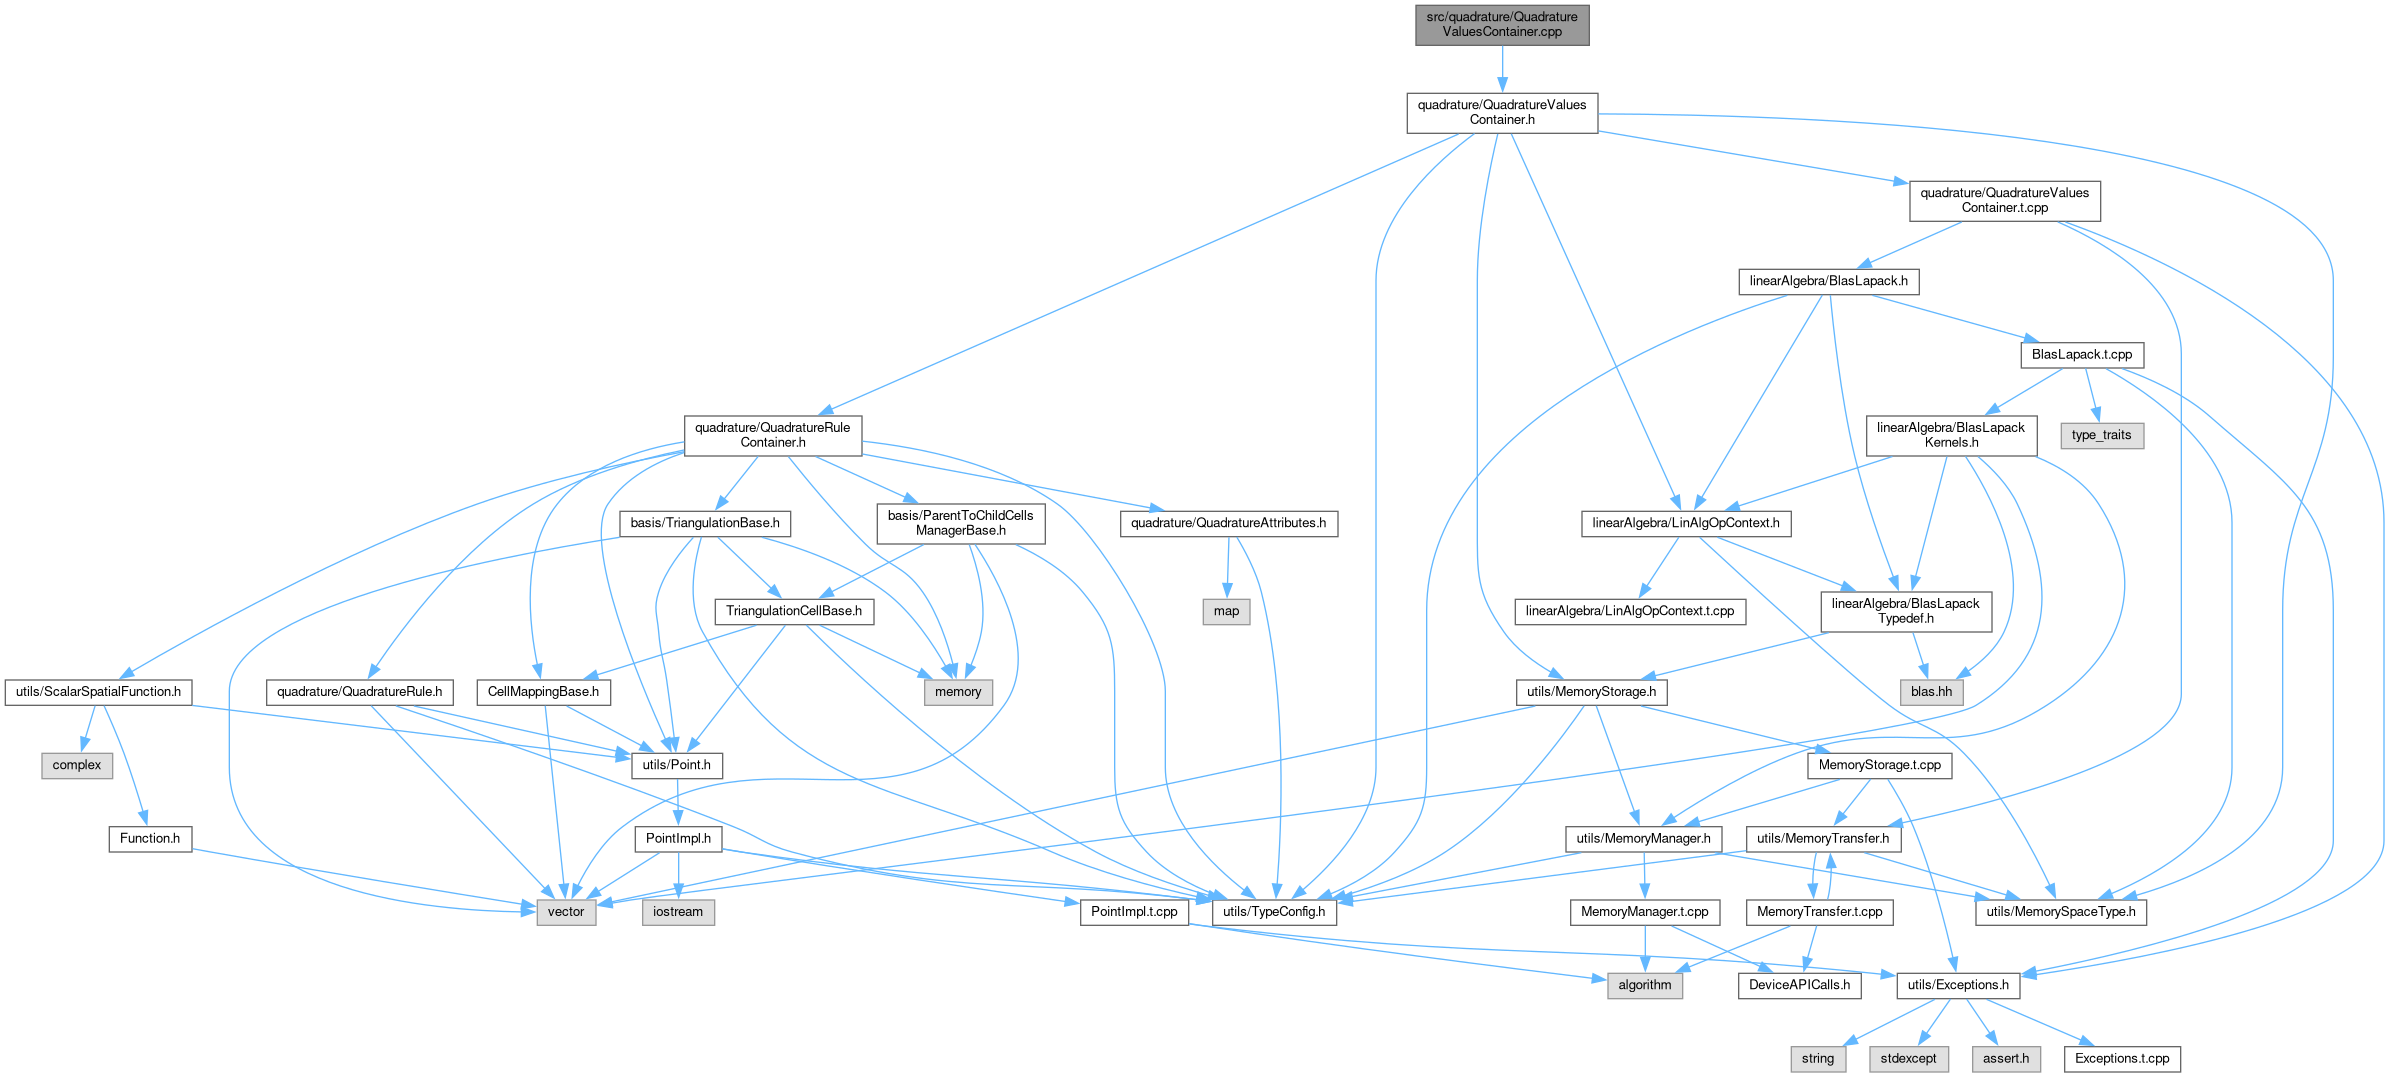 src/quadrature/Quadrature
ValuesContainer.cpp
quadrature/QuadratureValues
Container.h
quadrature/QuadratureValues
Container.t.cpp
linearAlgebra/BlasLapack.h
BlasLapack.t.cpp
quadrature/QuadratureRule
Container.h
linearAlgebra/BlasLapack
Kernels.h
type_traits
basis/TriangulationBase.h
basis/ParentToChildCells
ManagerBase.h
quadrature/QuadratureAttributes.h
linearAlgebra/LinAlgOpContext.h
TriangulationCellBase.h
map
linearAlgebra/LinAlgOpContext.t.cpp
linearAlgebra/BlasLapack
Typedef.h
utils/ScalarSpatialFunction.h
quadrature/QuadratureRule.h
CellMappingBase.h
memory
utils/MemoryStorage.h
blas.hh
complex
utils/Point.h
MemoryStorage.t.cpp
Function.h
PointImpl.h
utils/MemoryManager.h
utils/MemoryTransfer.h
vector
iostream
PointImpl.t.cpp
utils/TypeConfig.h
MemoryManager.t.cpp
MemoryTransfer.t.cpp
utils/MemorySpaceType.h
algorithm
DeviceAPICalls.h
utils/Exceptions.h
string
stdexcept
assert.h
Exceptions.t.cpp